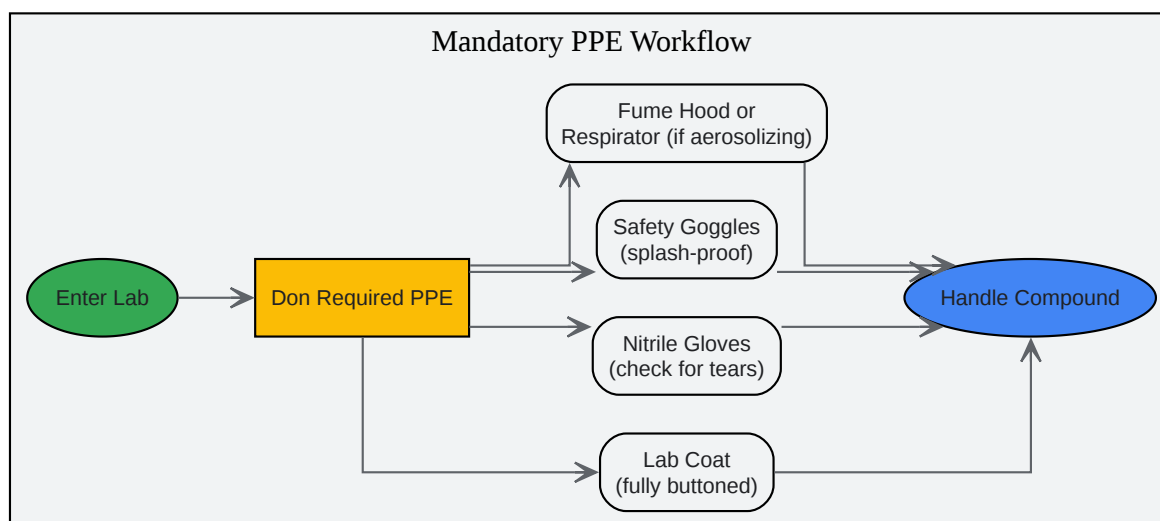 Mandatory PPE Workflow
Fume Hood or
Respirator (if aerosolizing)
Safety Goggles
(splash-proof)
Enter Lab
Don Required PPE
Handle Compound
Nitrile Gloves
(check for tears)
Lab Coat
(fully buttoned)